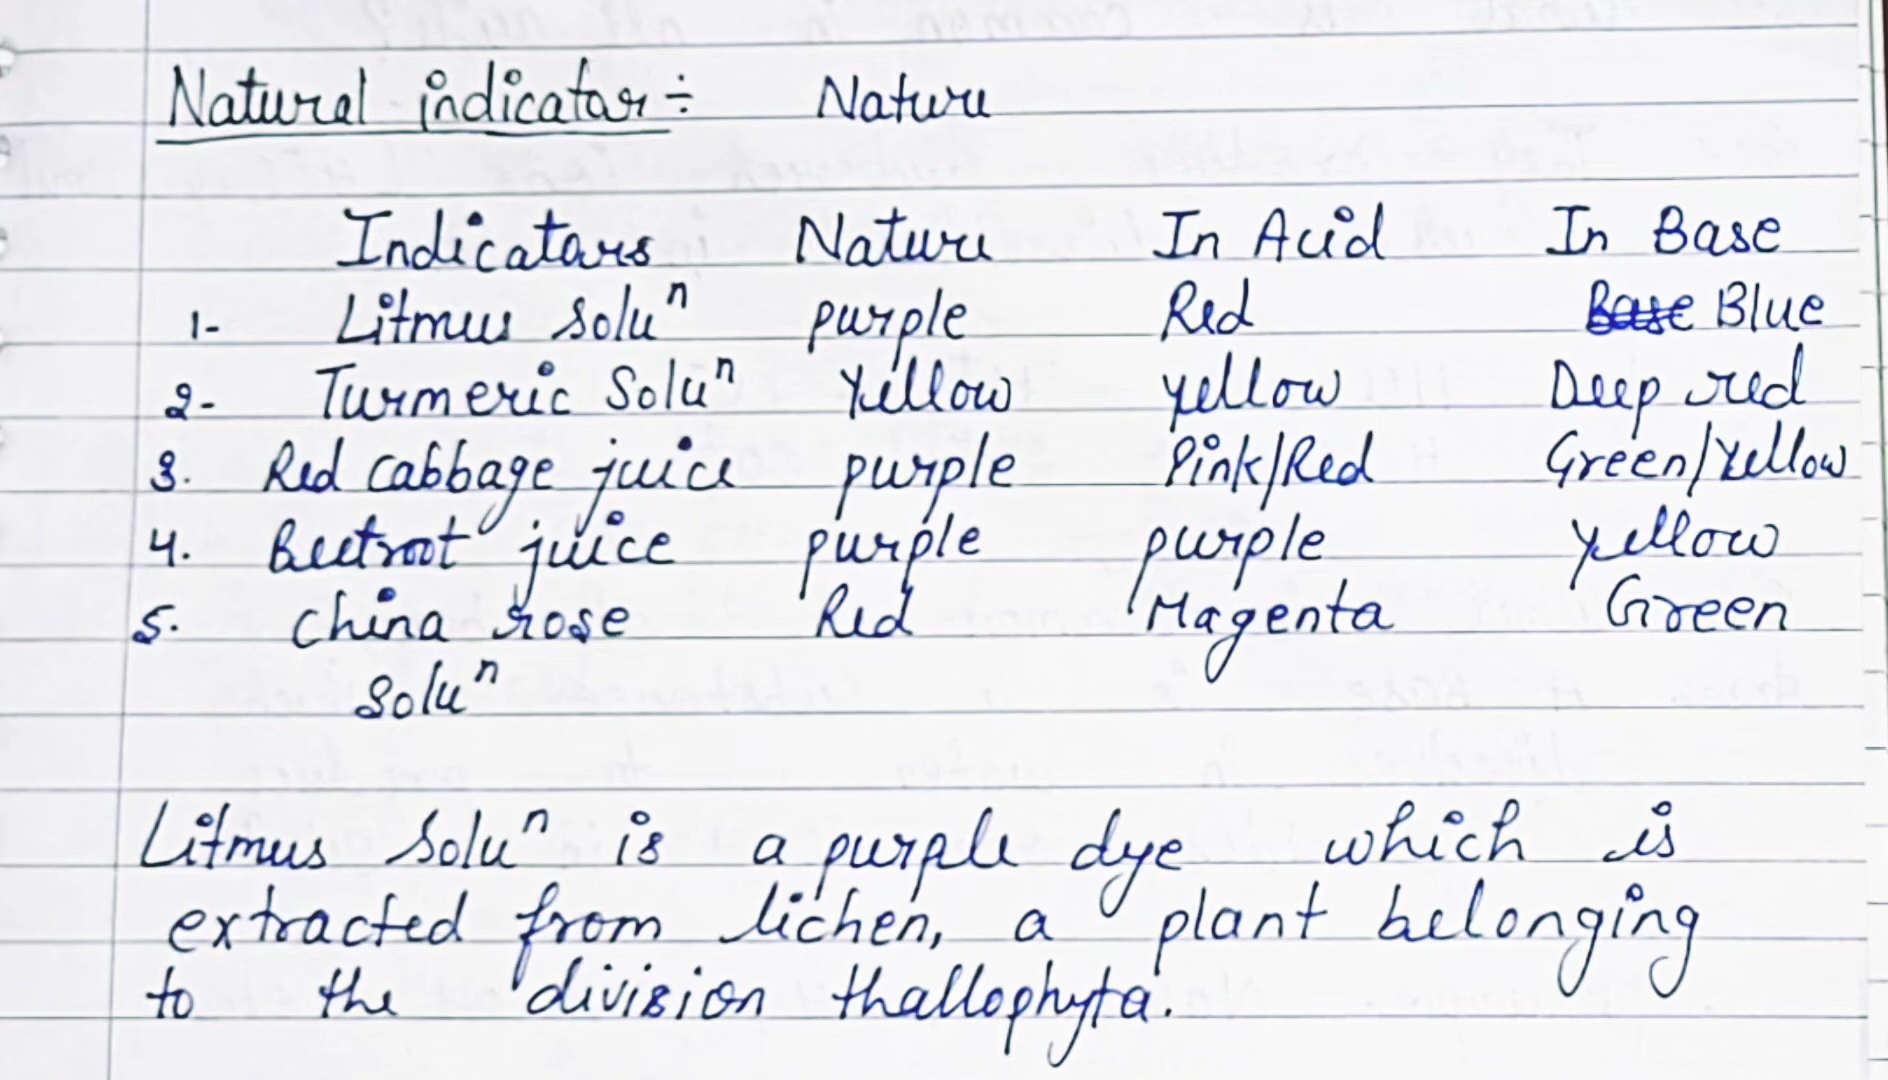 Natural indicator ÷ Nature
Indicators Nature In Acid In Base
1- Litmus Soluⁿ purple Red Base Blue
2- Turmeric Soluⁿ Yellow yellow Deep red
3. Red cabbage juice purple Pink/Red Green/Yellow
4. Beetroot juice purple purple yellow
5. China rose Red Magenta Green
Soluⁿ
Litmus Soluⁿ is a purple dye which is
extracted from lichen, a plant belonging
to the division thallophyta.